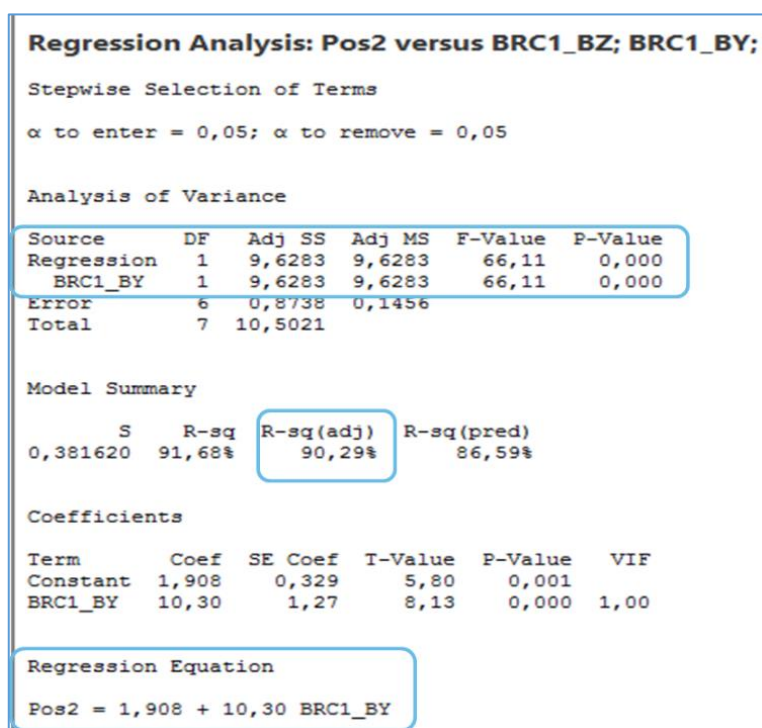 Regression Analysis: Pos2 versus BRC1_BZ; BRC1_BY;
Stepwise Selection of Terms
α to enter = 0,05; α to remove = 0,05
Analysis of Variance
Source DF Adj SS Adj MS F-Value P-Value
Regression 1 9,6283 9,6283 66,11 0,000
BRC1_BY 1 9,6283 9,6283 66,11 0,000
Error 6 0,8738 0,1456
Total 7 10,5021
Model Summary
S R-sq R-sq(adj) R-sq(pred)
0,381620 91,68% 90,29% 86,59%
Coefficients
Term Coef SE Coef T-Value P-Value VIF
Constant 1,908 0,329 5,80 0,001
BRC1_BY 10,30 1,27 8,13 0,000 1,00
Regression Equation
Pos2 = 1,908 + 10,30 BRC1_BY